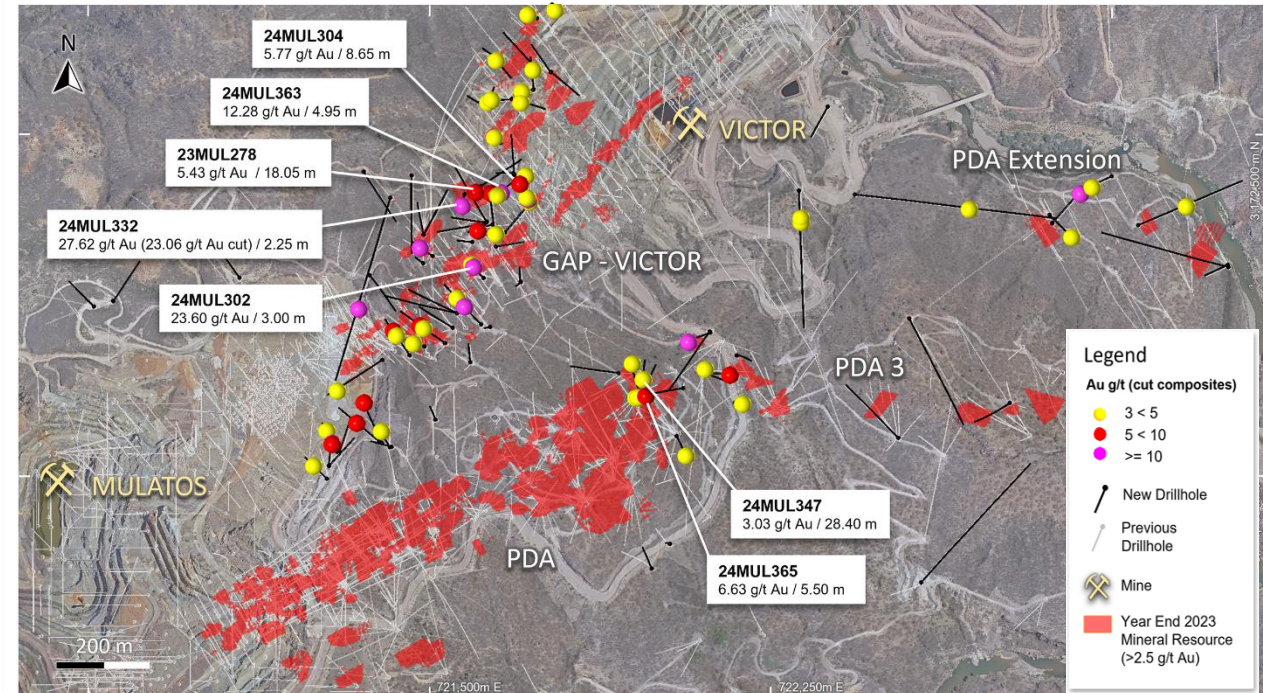 N
24MUL304
5.77 g/t Au / 8.65 m
24MUL363
12.28 g/t Au / 4.95 m
VICTOR
23MUL278
5.43 g/t Au / 18.05 m
PDA Extension
3,172,500 m N
24MUL332
27.62 g/t Au (23.06 g/t Au cut) / 2.25 m
GAP - VICTOR
24MUL302
23.60 g/t Au / 3.00 m
PDA 3
MULATOS
24MUL347
3.03 g/t Au / 28.40 m
PDA
24MUL365
6.63 g/t Au / 5.50 m
200 m
721,500m E
722,250m E
Legend
Au g/t (cut composites)
3 < 5
5 < 10
>= 10
New Drillhole
Previous
Drillhole
Mine
Year End 2023
Mineral Resource
(>2.5 g/t Au)